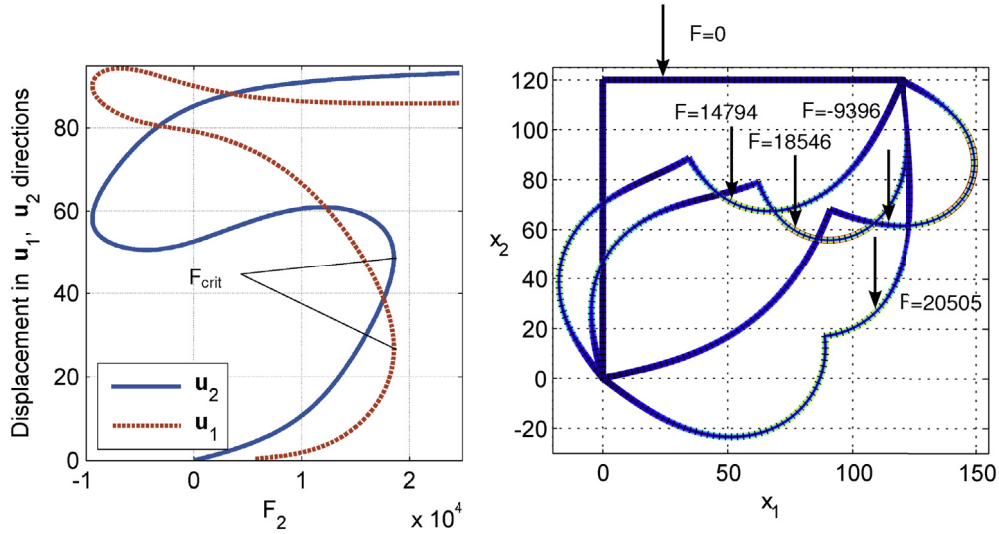 Displacement in u1, u2 directions
80
60
40
20
0
Fcrit
u2
u1
-1
0
1
2
x 10^4
F2
F=0
120
100
80
60
40
20
0
-20
x2
F=14794
F=-9396
F=18546
F=20505
0
50
100
150
x1